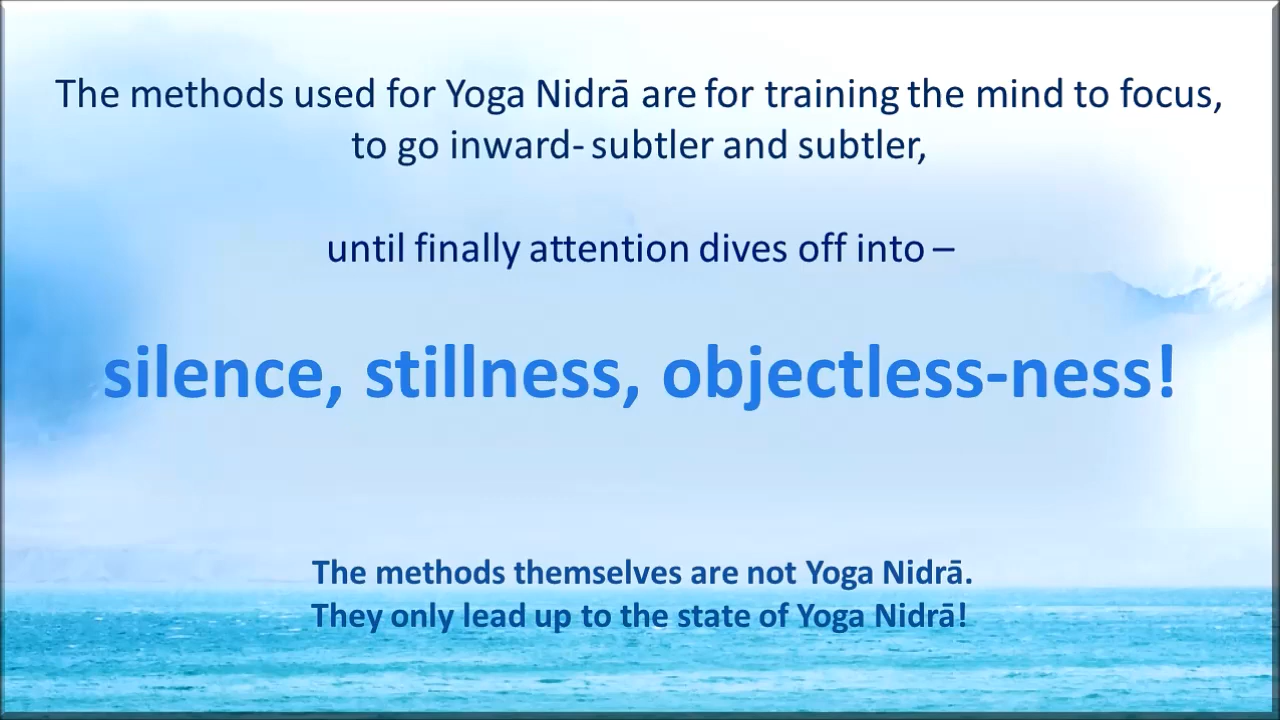 The methods used for Yoga Nidrā are for training the mind to focus,
to go inward- subtler and subtler,
until finally attention dives off into –
silence, stillness, objectless-ness!
The methods themselves are not Yoga Nidrā.
They only lead up to the state of Yoga Nidrā!